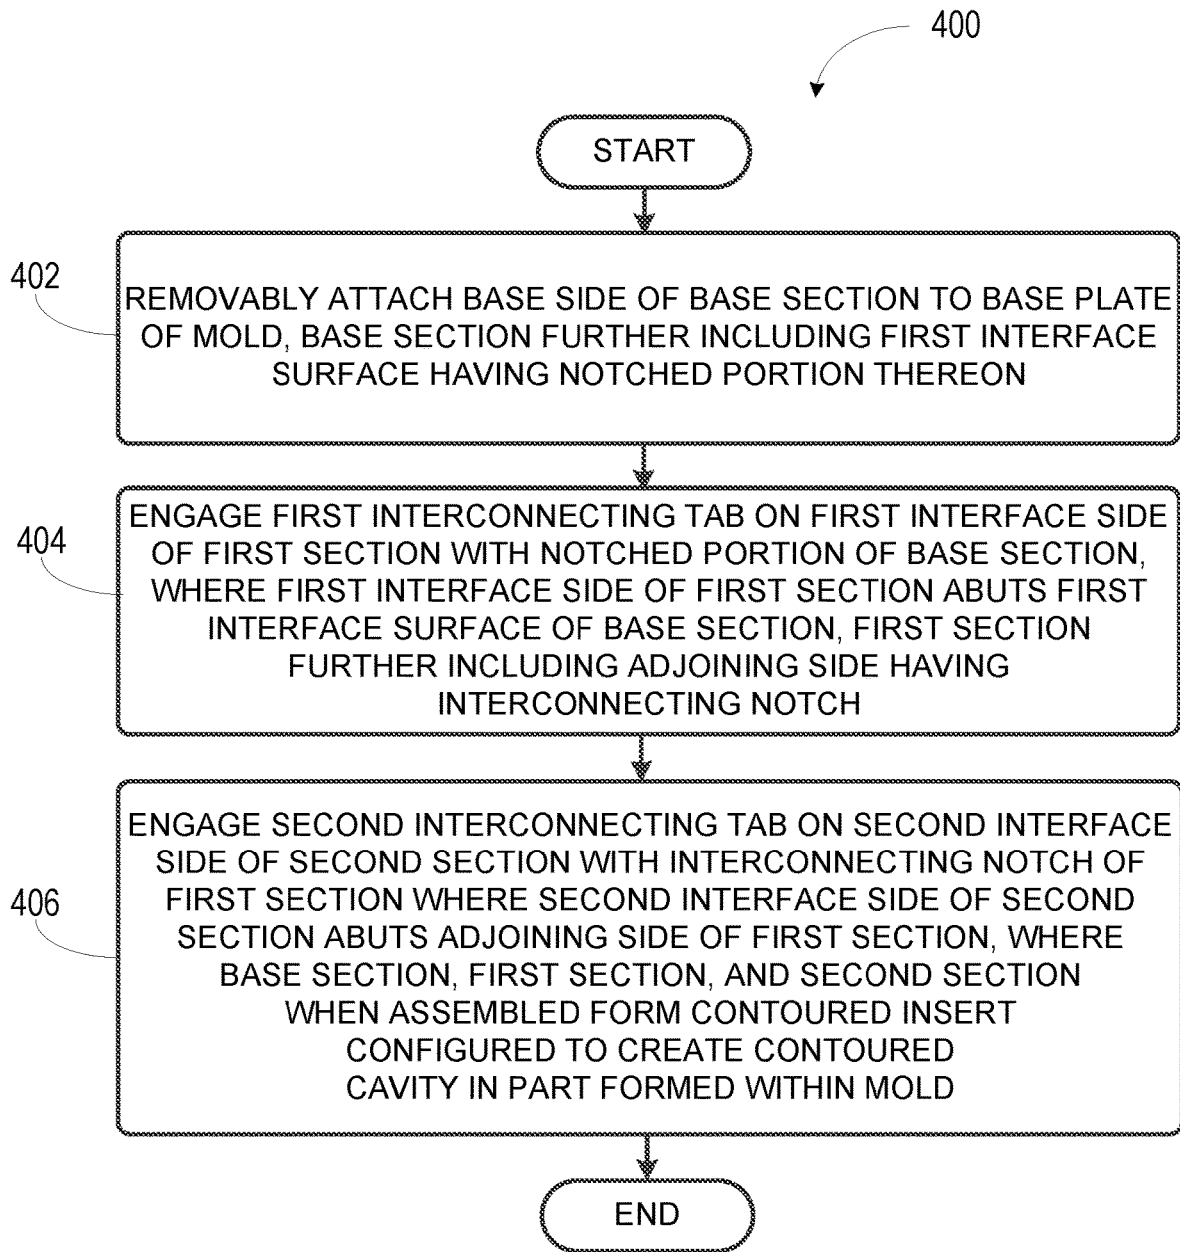 400
START
402
REMOVABLY ATTACH BASE SIDE OF BASE SECTION TO BASE PLATE
OF MOLD, BASE SECTION FURTHER INCLUDING FIRST INTERFACE
SURFACE HAVING NOTCHED PORTION THEREON
404
ENGAGE FIRST INTERCONNECTING TAB ON FIRST INTERFACE SIDE
OF FIRST SECTION WITH NOTCHED PORTION OF BASE SECTION,
WHERE FIRST INTERFACE SIDE OF FIRST SECTION ABUTS FIRST
INTERFACE SURFACE OF BASE SECTION, FIRST SECTION
FURTHER INCLUDING ADJOINING SIDE HAVING
INTERCONNECTING NOTCH
406
ENGAGE SECOND INTERCONNECTING TAB ON SECOND INTERFACE
SIDE OF SECOND SECTION WITH INTERCONNECTING NOTCH OF
FIRST SECTION WHERE SECOND INTERFACE SIDE OF SECOND
SECTION ABUTS ADJOINING SIDE OF FIRST SECTION, WHERE
BASE SECTION, FIRST SECTION, AND SECOND SECTION
WHEN ASSEMBLED FORM CONTOURED INSERT
CONFIGURED TO CREATE CONTOURED
CAVITY IN PART FORMED WITHIN MOLD
END